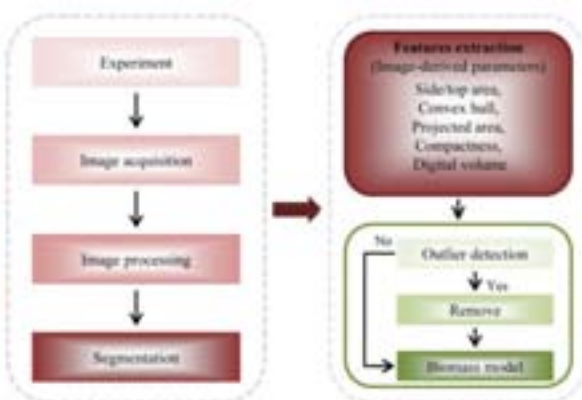 Experiment
Image acquisition
Image processing
Segmentation
Features extraction
(Image-derived parameters)
Side/top area,
Convex hull,
Projected area,
Compactness,
Digital volume
No
Outlier detection
Yes
Remove
Biomass model